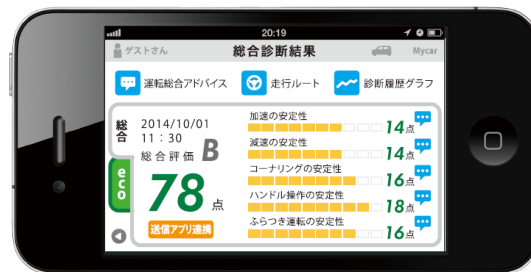 20:19
ゲストさん
総合診断結果
Mycar
運転総合アドバイス
走行ルート
診断履歴グラフ
総合
eco
2014/10/01
11:30
総合評価 B
78 点
送信アプリ連携
加速の安定性
14点
減速の安定性
14点
コーナリングの安定性
16点
ハンドル操作の安定性
18点
ふらつき運転の安定性
16点